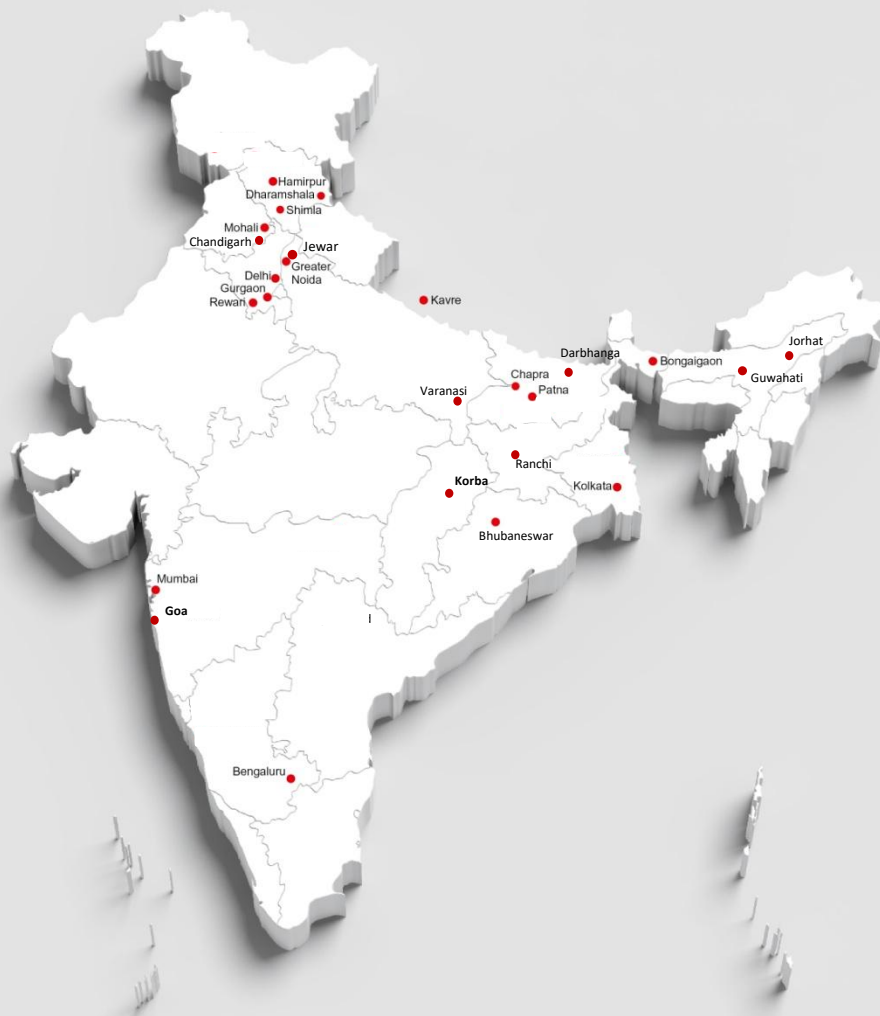 Hamirpur
Dharamshala
Shimla
Mohali
Chandigarh
Jewar
Greater
Noida
Delhi
Gurgaon
Rewari
Kavre
Darbhanga
Jorhat
Bongaigaon
Guwahati
Chapra
Patna
Varanasi
Ranchi
Korba
Kolkata
Bhubaneswar
Mumbai
Goa
Bengaluru